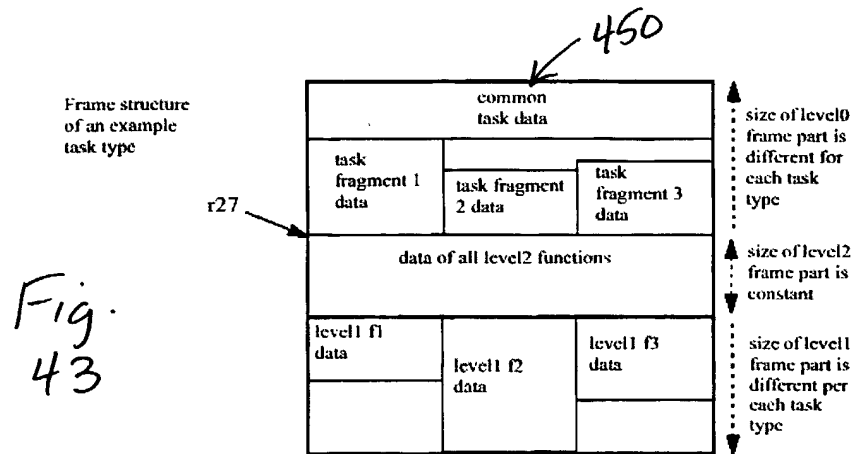 450
Frame structure
of an example
task type
common
task data
size of level0
frame part is
different for
each task
type
task
fragment 1
data
task fragment
2 data
task
fragment 3
data
r27
data of all level2 functions
size of level2
frame part is
constant
Fig.
43
level1 f1
data
level1 f2
data
level1 f3
data
size of level1
frame part is
different per
each task
type